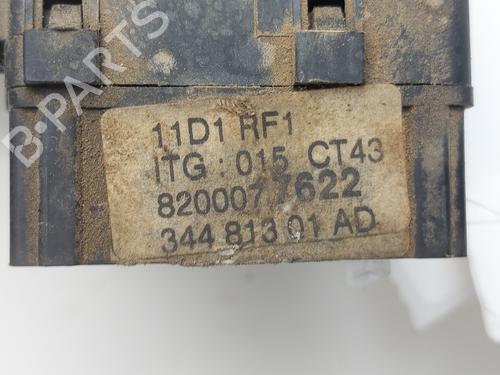 B-PARTS
11D1 RF1
ITG : 015 CT43
8200077622
344 813 01 AD